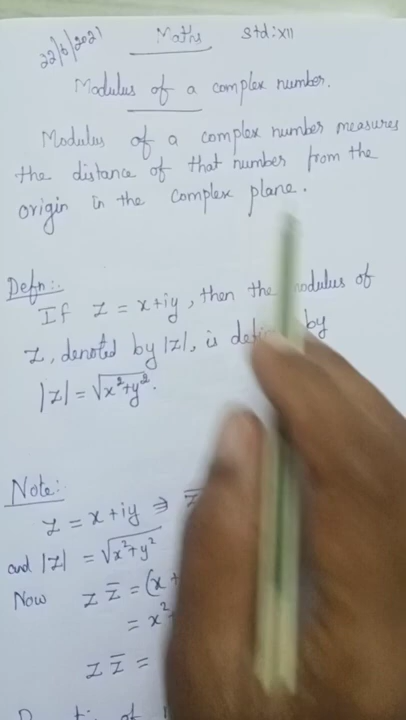 22/6/2021 Maths Std: XII
Modulus of a complex number.
Modulus of a complex number measures
the distance of that number from the
origin in the complex plane.
Defn:-
If z = x+iy, then the modulus of
z, denoted by |z|, is defined by
|z| = √x²+y².
Note:-
z = x+iy ⇒ z̄
and |z| = √x²+y²
Now z z̄ = (x+
= x²
z z̄ =